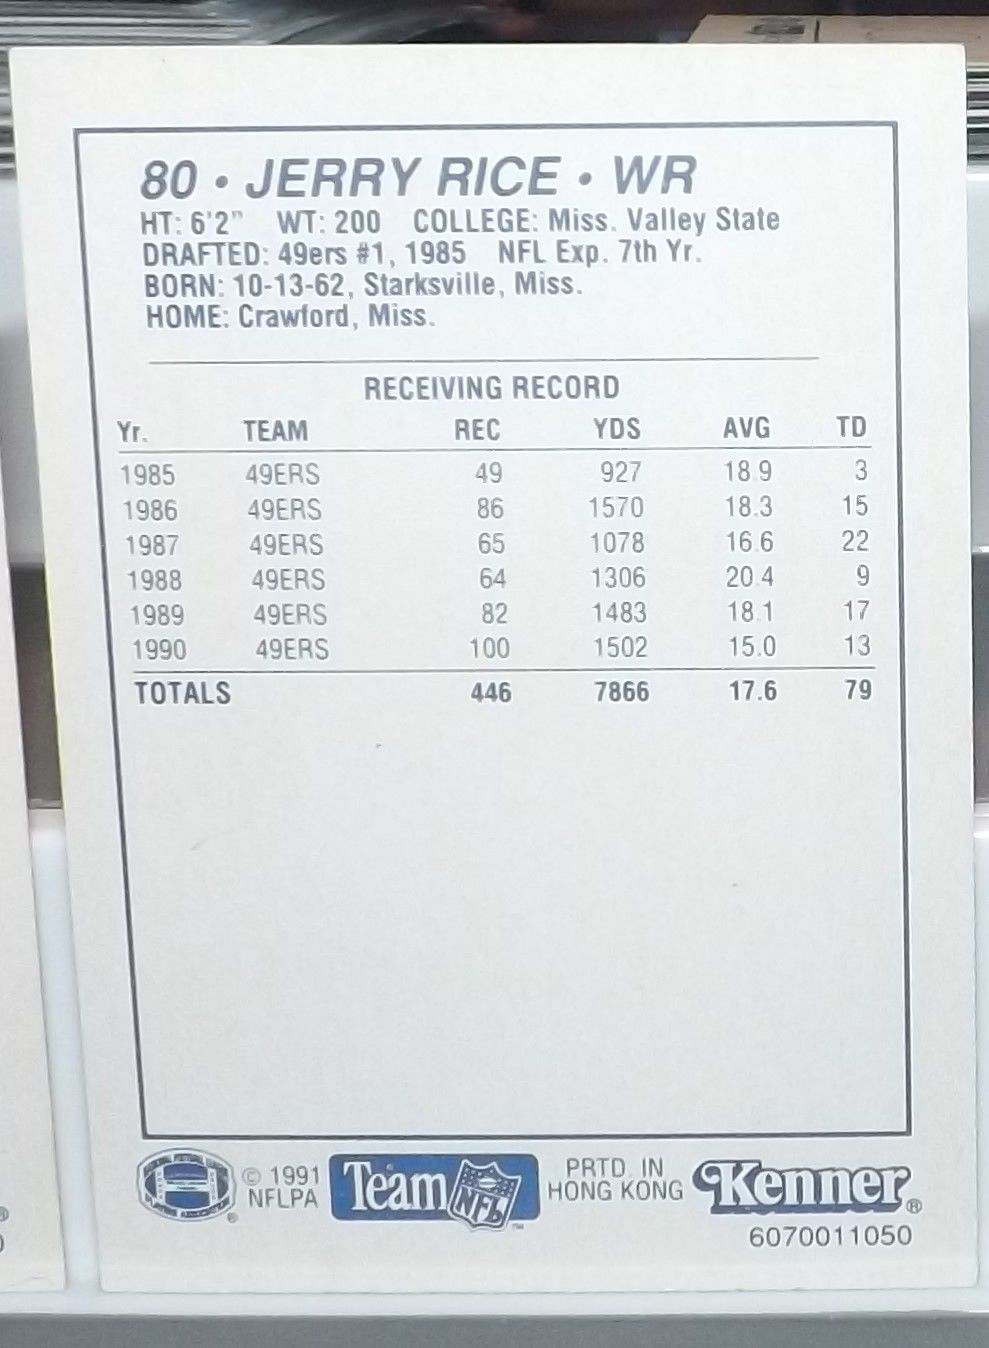 80 • JERRY RICE • WR
HT: 6'2" WT: 200 COLLEGE: Miss. Valley State
DRAFTED: 49ers #1, 1985 NFL Exp. 7th Yr.
BORN: 10-13-62, Starksville, Miss.
HOME: Crawford, Miss.
RECEIVING RECORD
Yr. TEAM REC YDS AVG TD
1985 49ERS 49 927 18.9 3
1986 49ERS 86 1570 18.3 15
1987 49ERS 65 1078 16.6 22
1988 49ERS 64 1306 20.4 9
1989 49ERS 82 1483 18.1 17
1990 49ERS 100 1502 15.0 13
TOTALS 446 7866 17.6 79
© 1991
NFLPA
Team NFL ™
PRTD. IN
HONG KONG
Kenner®
6070011050